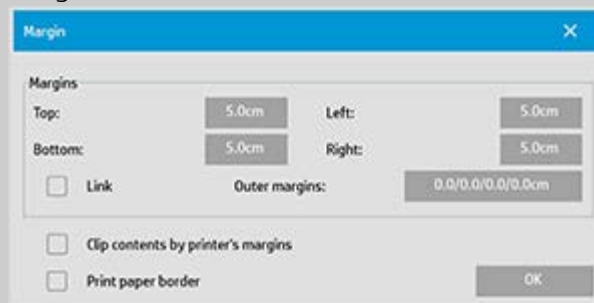 Margin
Margins
Top: 5.0cm Left: 5.0cm
Bottom: 5.0cm Right: 5.0cm
Link Outer margins: 0.0/0.0/0.0/0.0cm
Clip contents by printer's margins
Print paper border OK